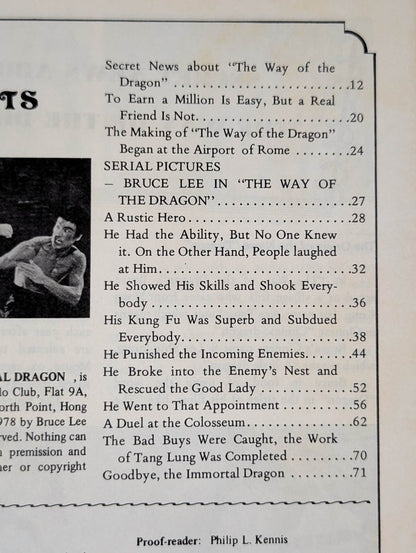 Secret News about "The Way of the
Dragon" . . . . . . . . . . . . . . . . . . . . . . . . . .12
To Earn a Million Is Easy, But a Real
Friend Is Not. . . . . . . . . . . . . . . . . . . . . . .20
The Making of "The Way of the Dragon"
Began at the Airport of Rome . . . . . . . 24
SERIAL PICTURES
– BRUCE LEE IN "THE WAY OF
THE DRAGON". . . . . . . . . . . . . . . . . . . .27
A Rustic Hero. . . . . . . . . . . . . . . . . . . . . . . .28
He Had the Ability, But No One Knew
it. On the Other Hand, People laughed
at Him. . . . . . . . . . . . . . . . . . . . . . . . . . . .32
He Showed His Skills and Shook Every-
body . . . . . . . . . . . . . . . . . . . . . . . . . . . . 36
His Kung Fu Was Superb and Subdued
Everybody. . . . . . . . . . . . . . . . . . . . . . . . .38
He Punished the Incoming Enemies. . . . .44
He Broke into the Enemy's Nest and
Rescued the Good Lady . . . . . . . . . . . . 52
He Went to That Appointment . . . . . . . . 56
A Duel at the Colosseum. . . . . . . . . . . . . . .62
The Bad Buys Were Caught, the Work
of Tang Lung Was Completed . . . . . . .70
Goodbye, the Immortal Dragon . . . . . . . 71
TS
AL DRAGON , is
lo Club, Flat 9A,
orth Point, Hong
1978 by Bruce Lee
rved. Nothing can
n premission and
her or copyright
Proof-reader: Philip L. Kennis